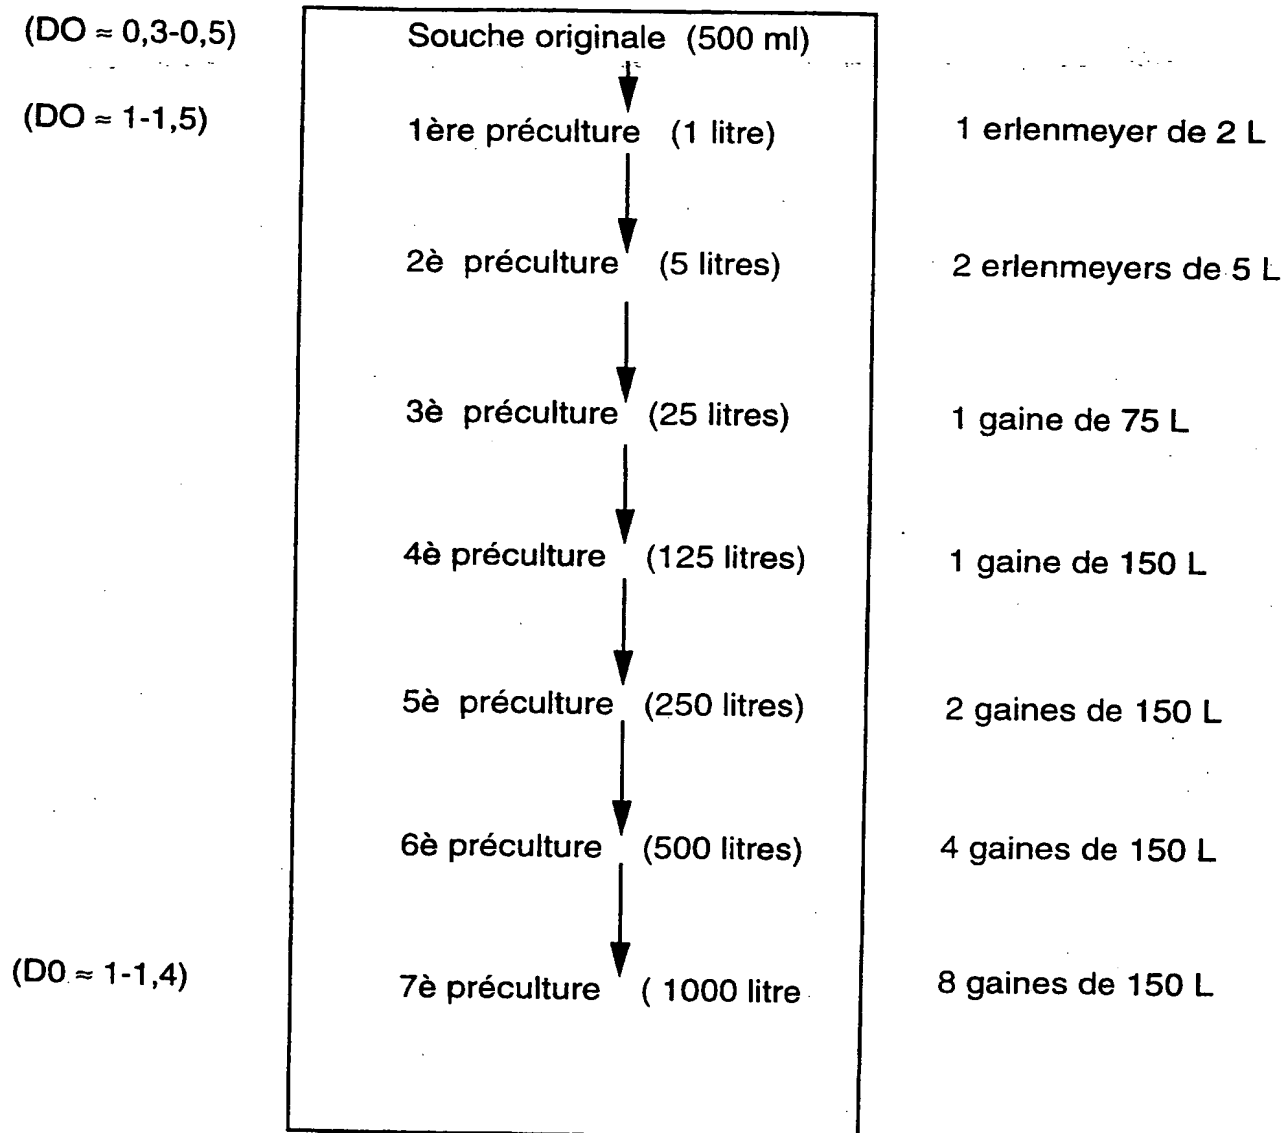 (DO ≈ 0,3-0,5) Souche originale (500 ml)
(DO ≈ 1-1,5) 1ère préculture (1 litre) 1 erlenmeyer de 2 L
2è préculture (5 litres) 2 erlenmeyers de 5 L
3è préculture (25 litres) 1 gaine de 75 L
4è préculture (125 litres) 1 gaine de 150 L
5è préculture (250 litres) 2 gaines de 150 L
6è préculture (500 litres) 4 gaines de 150 L
(D0 ≈ 1-1,4) 7è préculture ( 1000 litre 8 gaines de 150 L